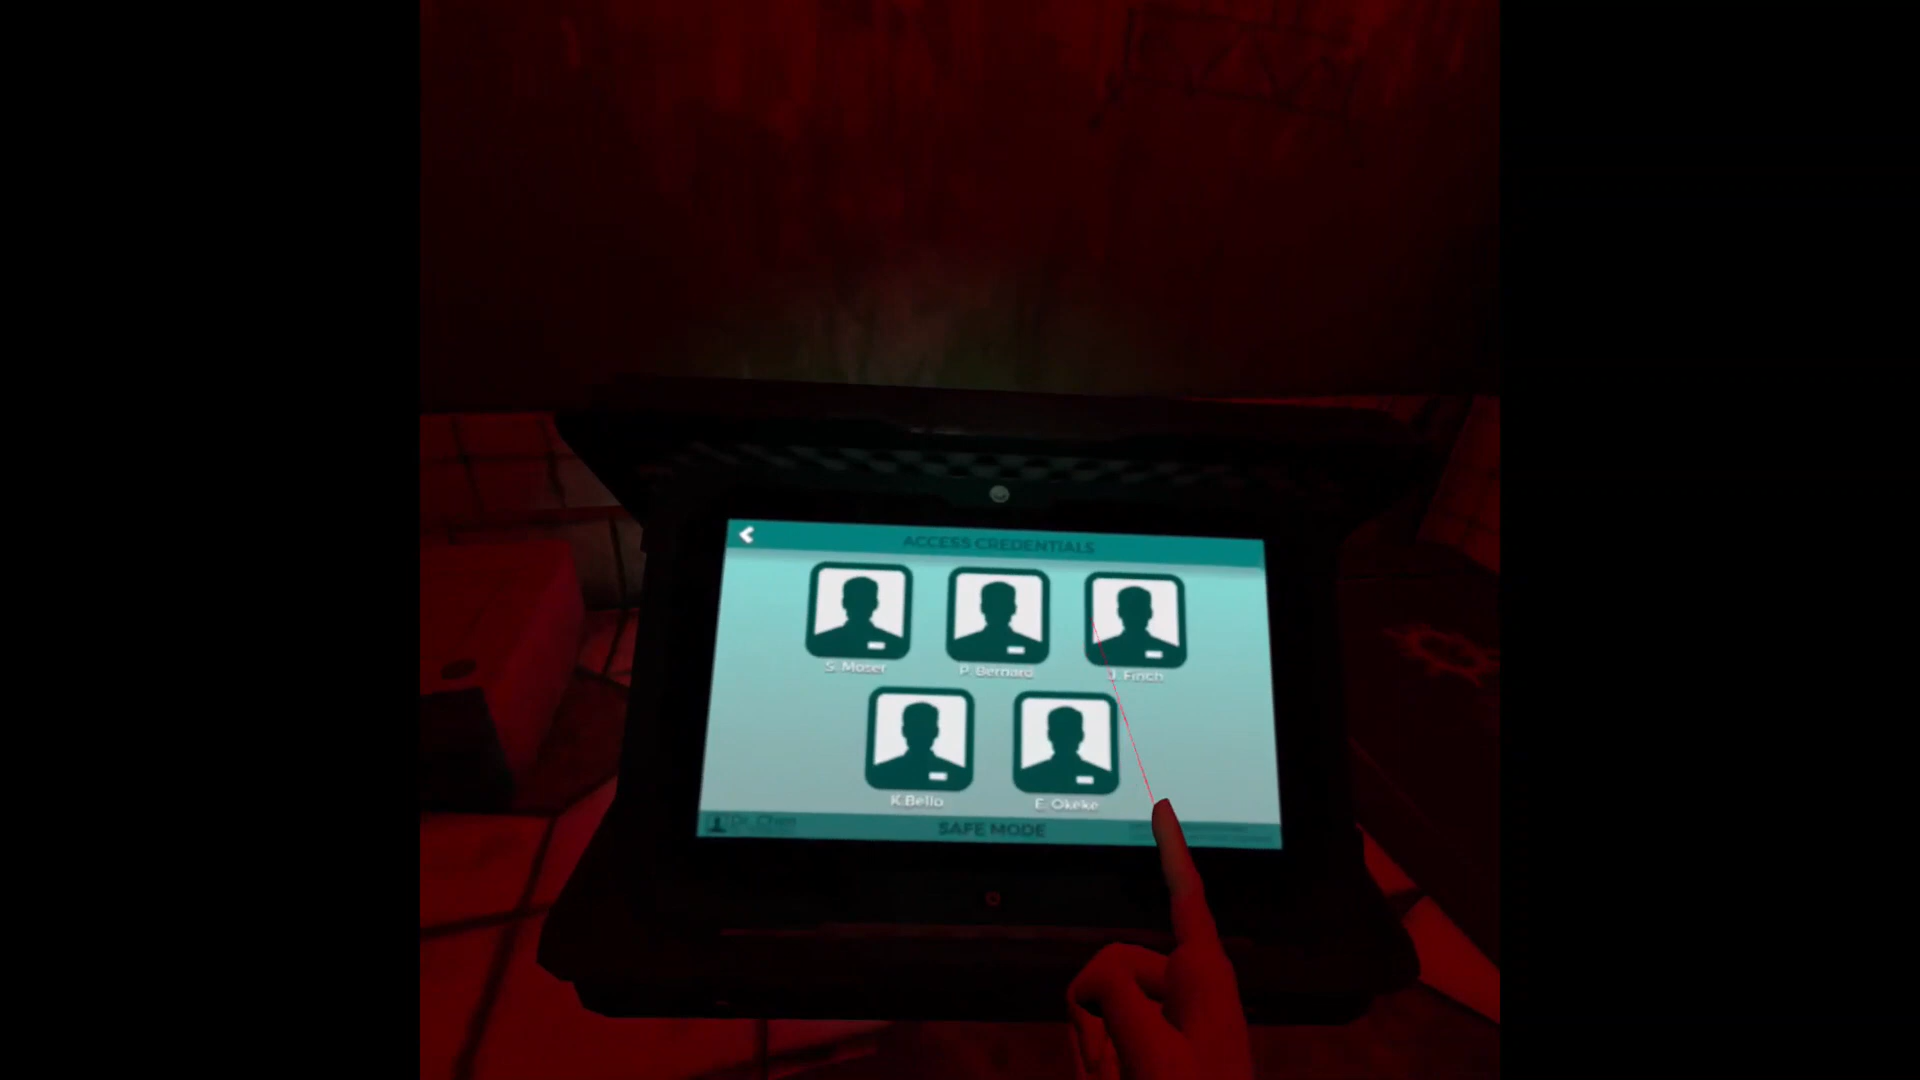 ACCESS CREDENTIALS
S. Moser
P. Bernard
J. Finch
K.Bello
E. Okeke
Dr. Chen
SAFE MODE